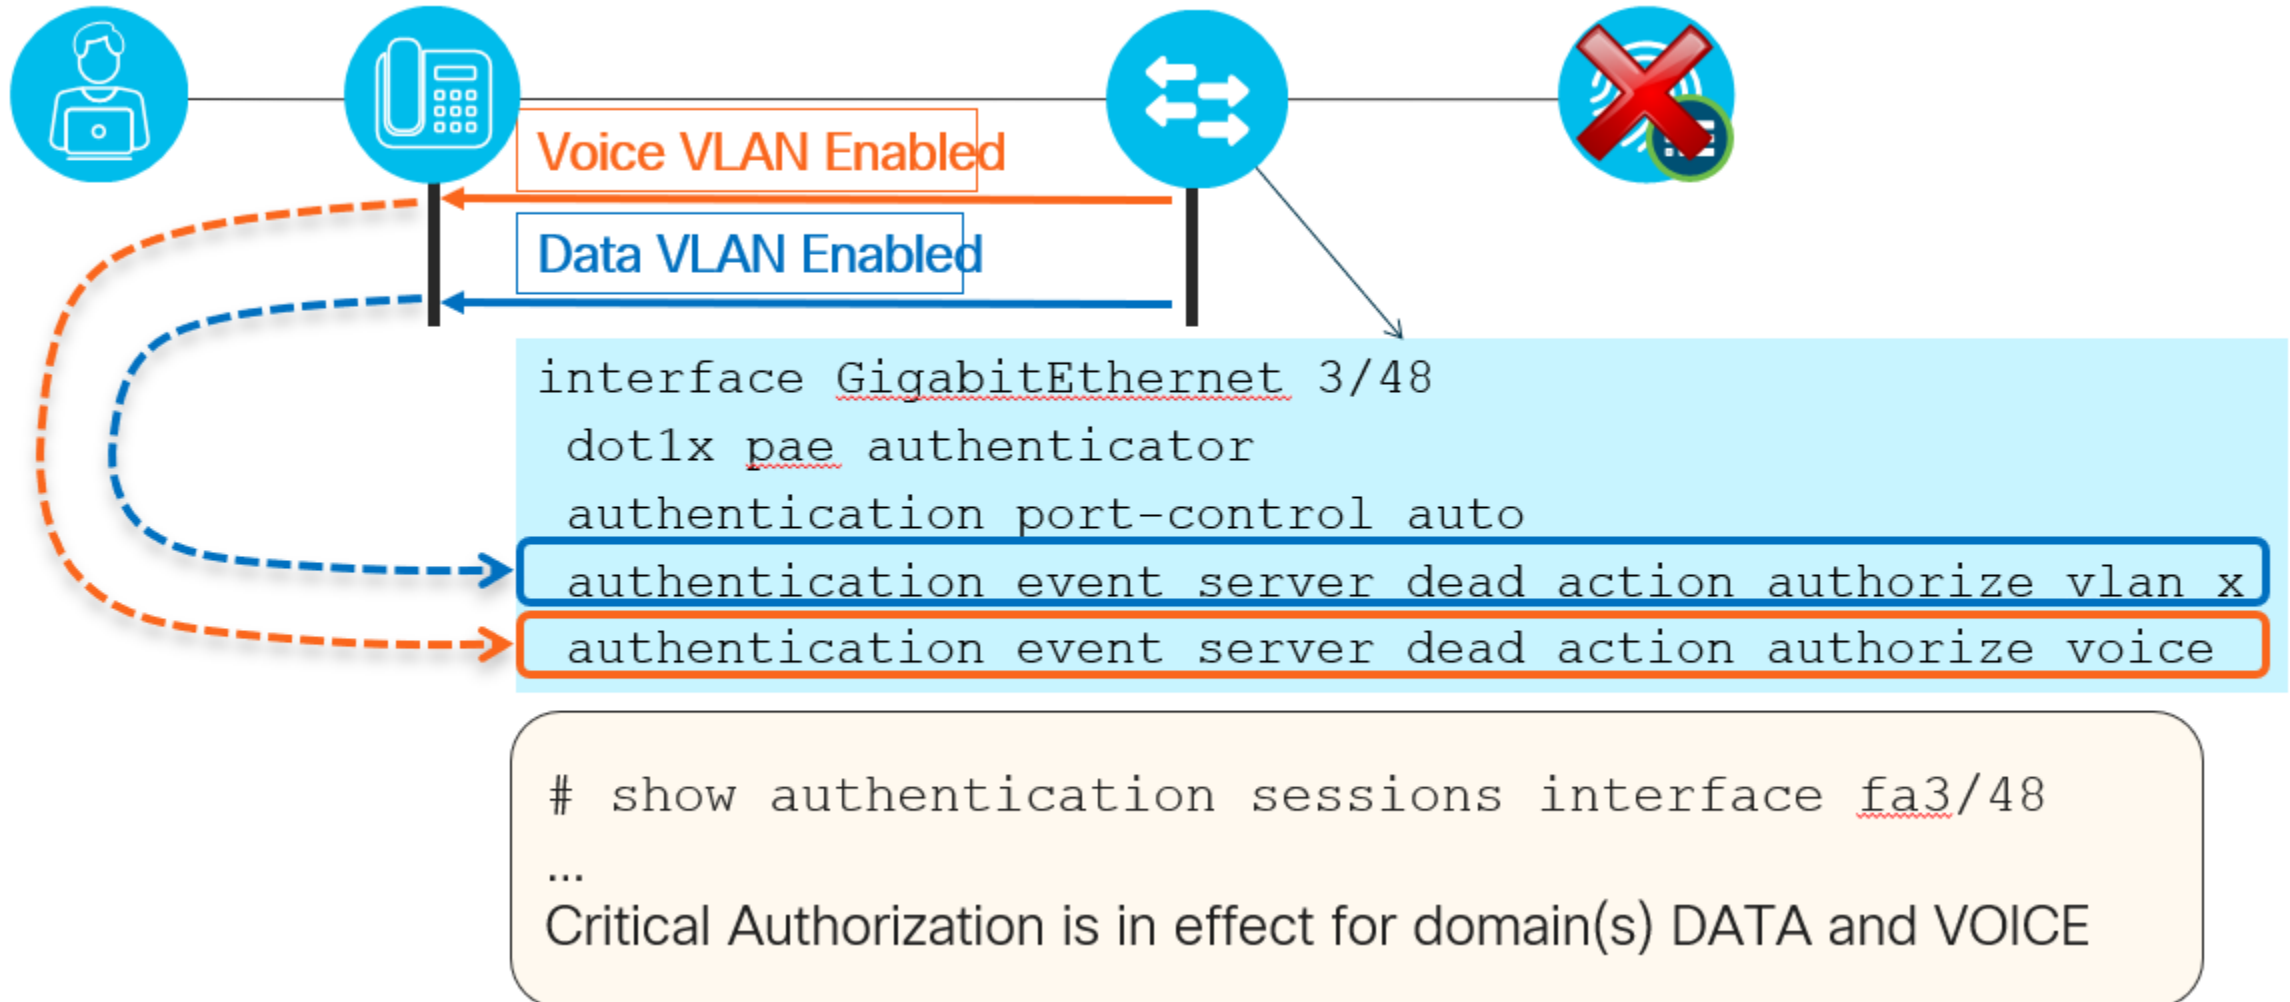 Voice VLAN Enabled
Data VLAN Enabled
interface GigabitEthernet 3/48
dot1x pae authenticator
authentication port-control auto
authentication event server dead action authorize vlan x
authentication event server dead action authorize voice
# show authentication sessions interface fa3/48
...
Critical Authorization is in effect for domain(s) DATA and VOICE